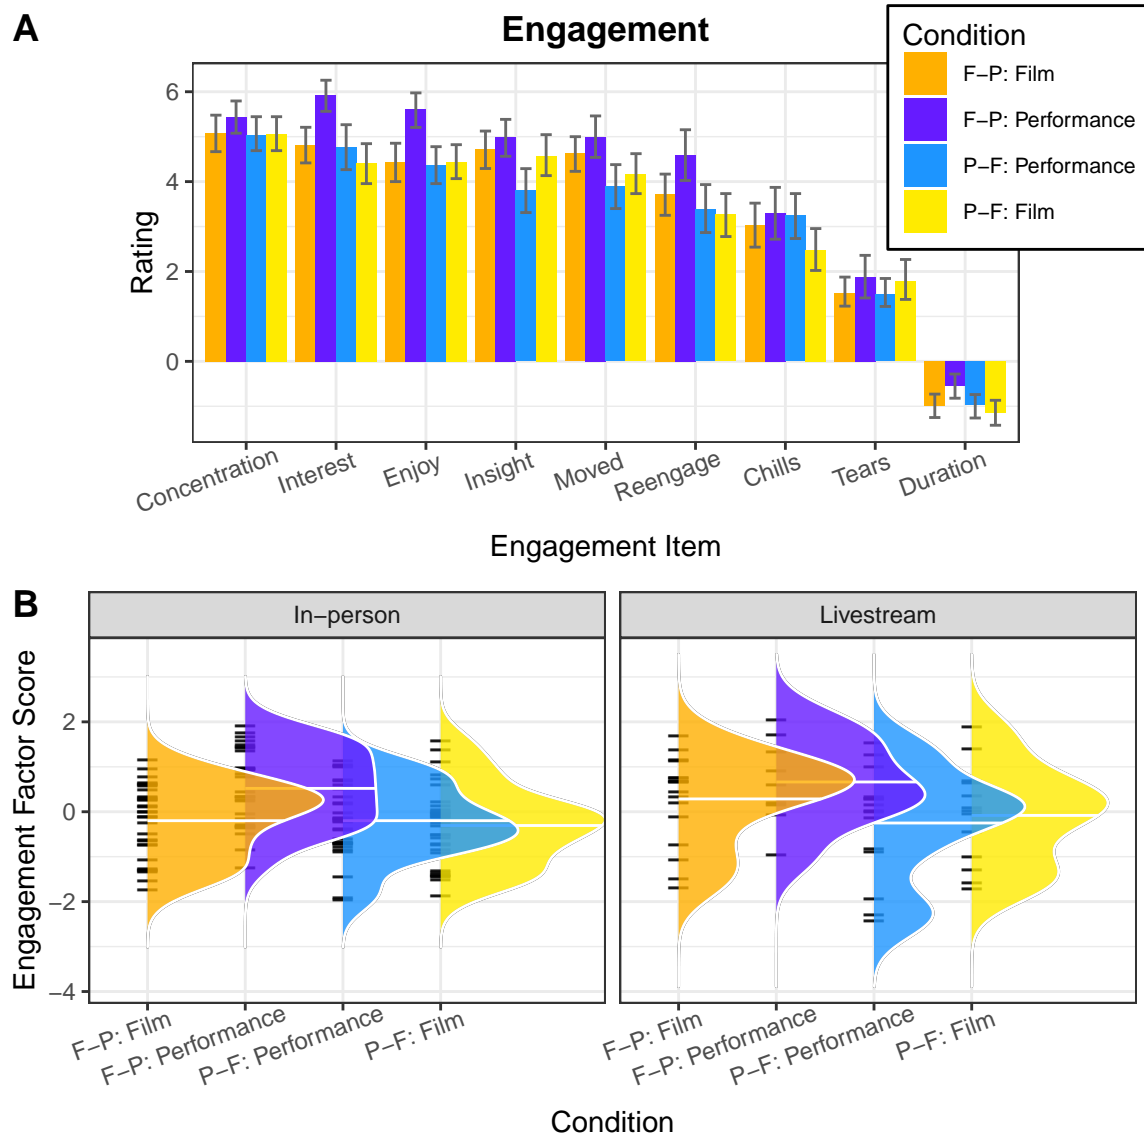 A
Engagement
Condition
F−P: Film
F−P: Performance
P−F: Performance
P−F: Film
Rating
6
4
2
0
Concentration
Interest
Enjoy
Insight
Moved
Reengage
Chills
Tears
Duration
Engagement Item
B
In−person
Livestream
Engagement Factor Score
2
0
−2
−4
F−P: Film
F−P: Performance
P−F: Performance
P−F: Film
F−P: Film
F−P: Performance
P−F: Performance
P−F: Film
Condition